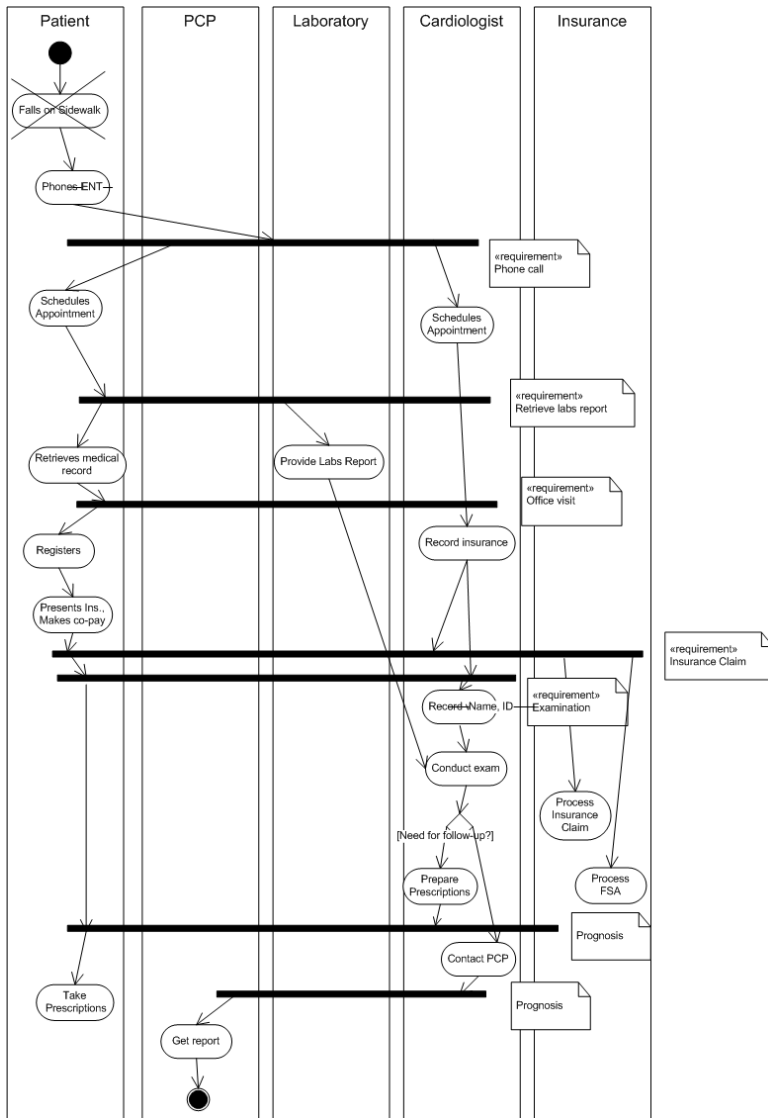 Patient
PCP
Laboratory
Cardiologist
Insurance
Falls on Sidewalk
Phones ENT
«requirement»
Phone call
Schedules
Appointment
Schedules
Appointment
«requirement»
Retrieve labs report
Retrieves medical
record
Provide Labs Report
«requirement»
Office visit
Registers
Record insurance
Presents Ins.,
Makes co-pay
«requirement»
Insurance Claim
Record Name, ID
«requirement»
Examination
Conduct exam
Process
Insurance
Claim
[Need for follow-up?]
Prepare
Prescriptions
Process
FSA
Prognosis
Contact PCP
Take
Prescriptions
Prognosis
Get report